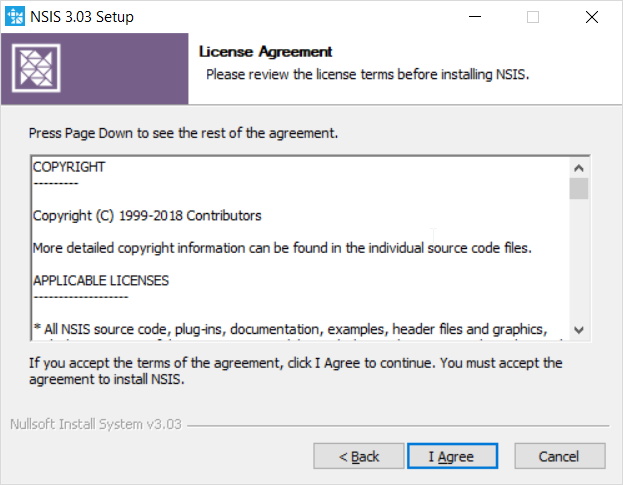 NSIS 3.03 Setup
License Agreement
Please review the license terms before installing NSIS.
Press Page Down to see the rest of the agreement.
COPYRIGHT
---------
Copyright (C) 1999-2018 Contributors
More detailed copyright information can be found in the individual source code files.
APPLICABLE LICENSES
-------------------
* All NSIS source code, plug-ins, documentation, examples, header files and graphics,
If you accept the terms of the agreement, click I Agree to continue. You must accept the
agreement to install NSIS.
Nullsoft Install System v3.03
< Back
I Agree
Cancel